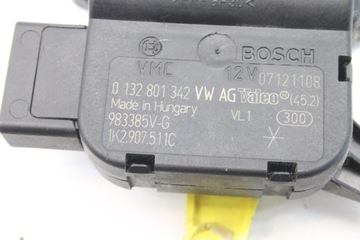 BOSCH
VMC 12V 07121108
0 132 801 342 VW AG Valeo (45.2)
Made in Hungary VL1 300
983385V-G
1K2.907.511C